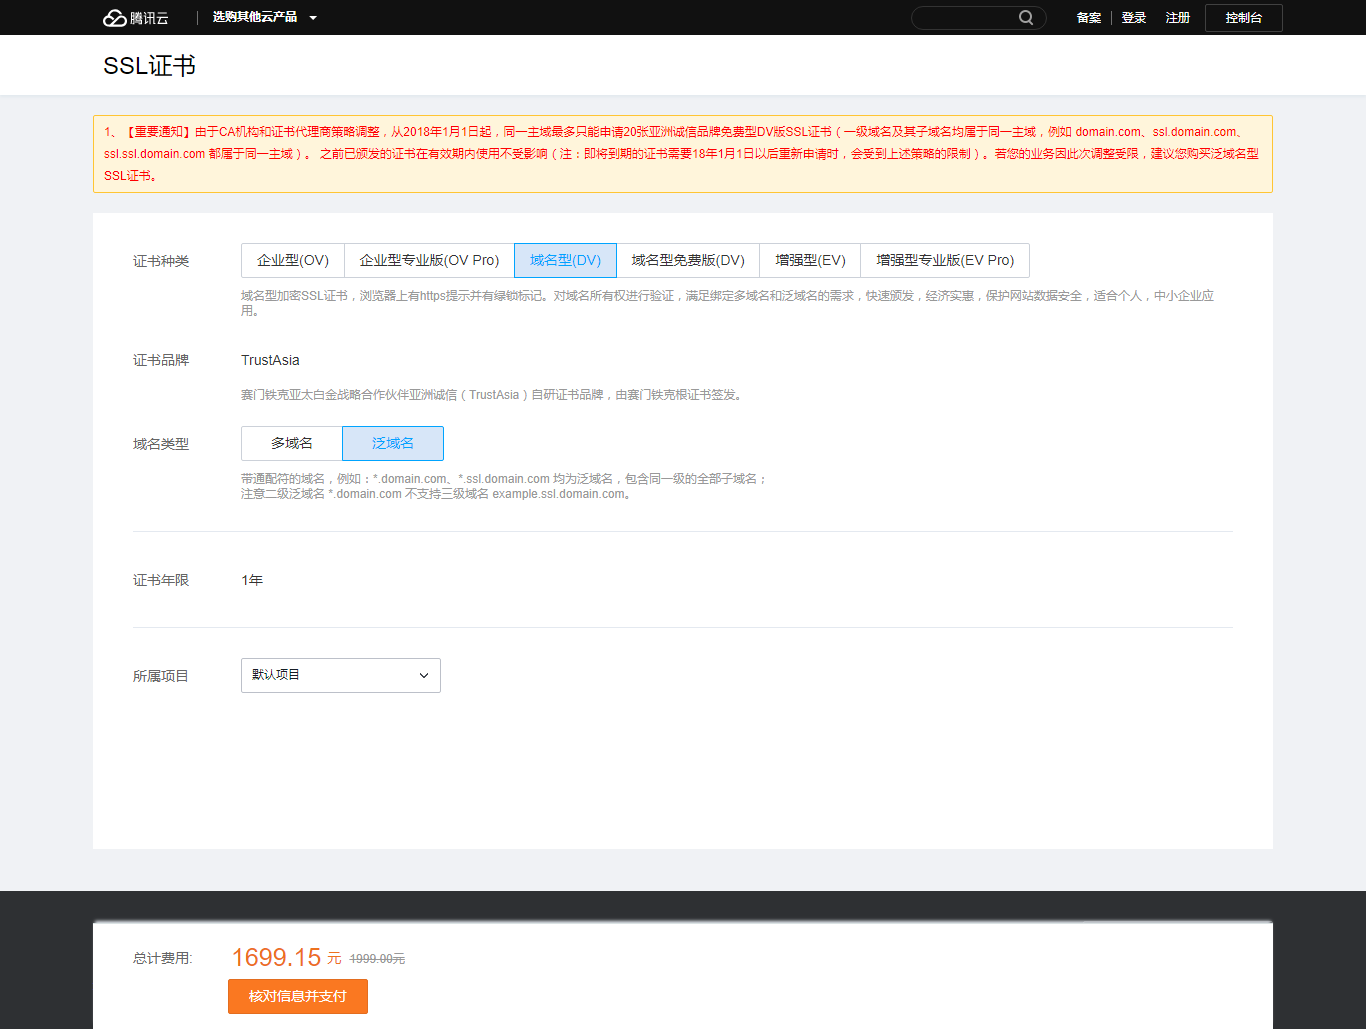 腾讯云
选购其他云产品
备案
登录
注册
控制台
SSL证书
1、【重要通知】由于CA机构和证书代理商策略调整，从2018年1月1日起，同一主域最多只能申请20张亚洲诚信品牌免费型DV版SSL证书（一级域名及其子域名均属于同一主域，例如 domain.com、ssl.domain.com、
ssl.ssl.domain.com 都属于同一主域）。 之前已颁发的证书在有效期内使用不受影响（注：即将到期的证书需要18年1月1日以后重新申请时，会受到上述策略的限制）。若您的业务因此次调整受限，建议您购买泛域名型
SSL证书。
证书种类
企业型(OV)
企业型专业版(OV Pro)
域名型(DV)
域名型免费版(DV)
增强型(EV)
增强型专业版(EV Pro)
域名型加密SSL证书，浏览器上有https提示并有绿锁标记。对域名所有权进行验证，满足绑定多域名和泛域名的需求，快速颁发，经济实惠，保护网站数据安全，适合个人，中小企业应
用。
证书品牌
TrustAsia
赛门铁克亚太白金战略合作伙伴亚洲诚信（TrustAsia）自研证书品牌，由赛门铁克根证书签发。
域名类型
多域名
泛域名
带通配符的域名，例如：*.domain.com、*.ssl.domain.com 均为泛域名，包含同一级的全部子域名；
注意二级泛域名 *.domain.com 不支持三级域名 example.ssl.domain.com。
证书年限
1年
所属项目
默认项目
总计费用:
1699.15 元 1999.00元
核对信息并支付